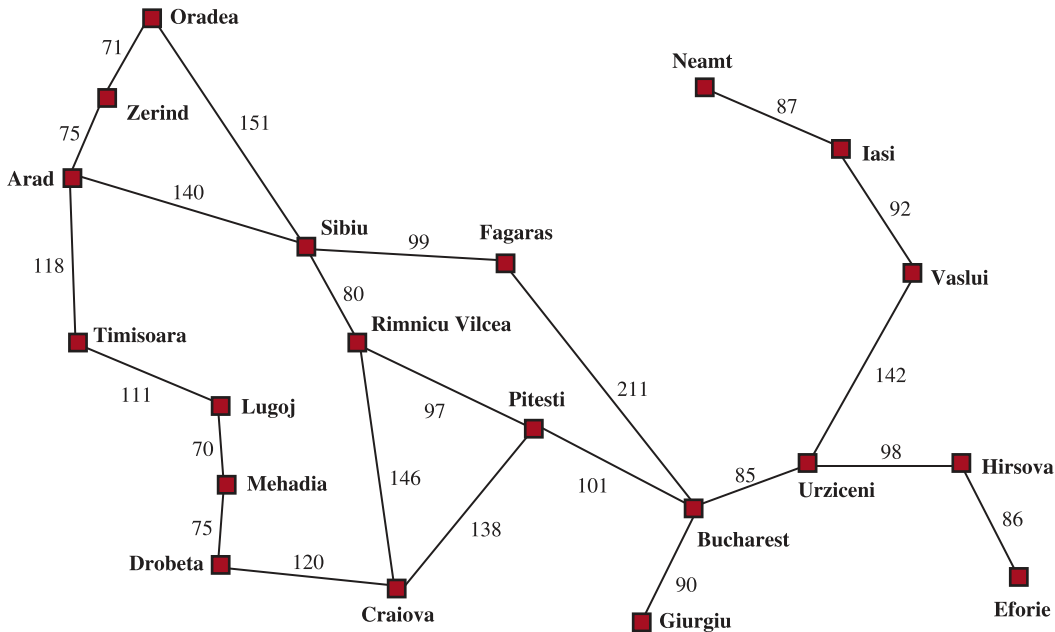 Oradea
71
Neamt
87
Zerind
151
75
Iasi
Arad
140
92
Sibiu
99
Fagaras
118
80
Vaslui
Timisoara
Rimnicu Vilcea
111
Lugoj
97
Pitesti
211
142
70
146
98
Hirsova
Mehadia
101
85
Urziceni
75
138
86
Bucharest
Drobeta
120
90
Craiova
Giurgiu
Eforie